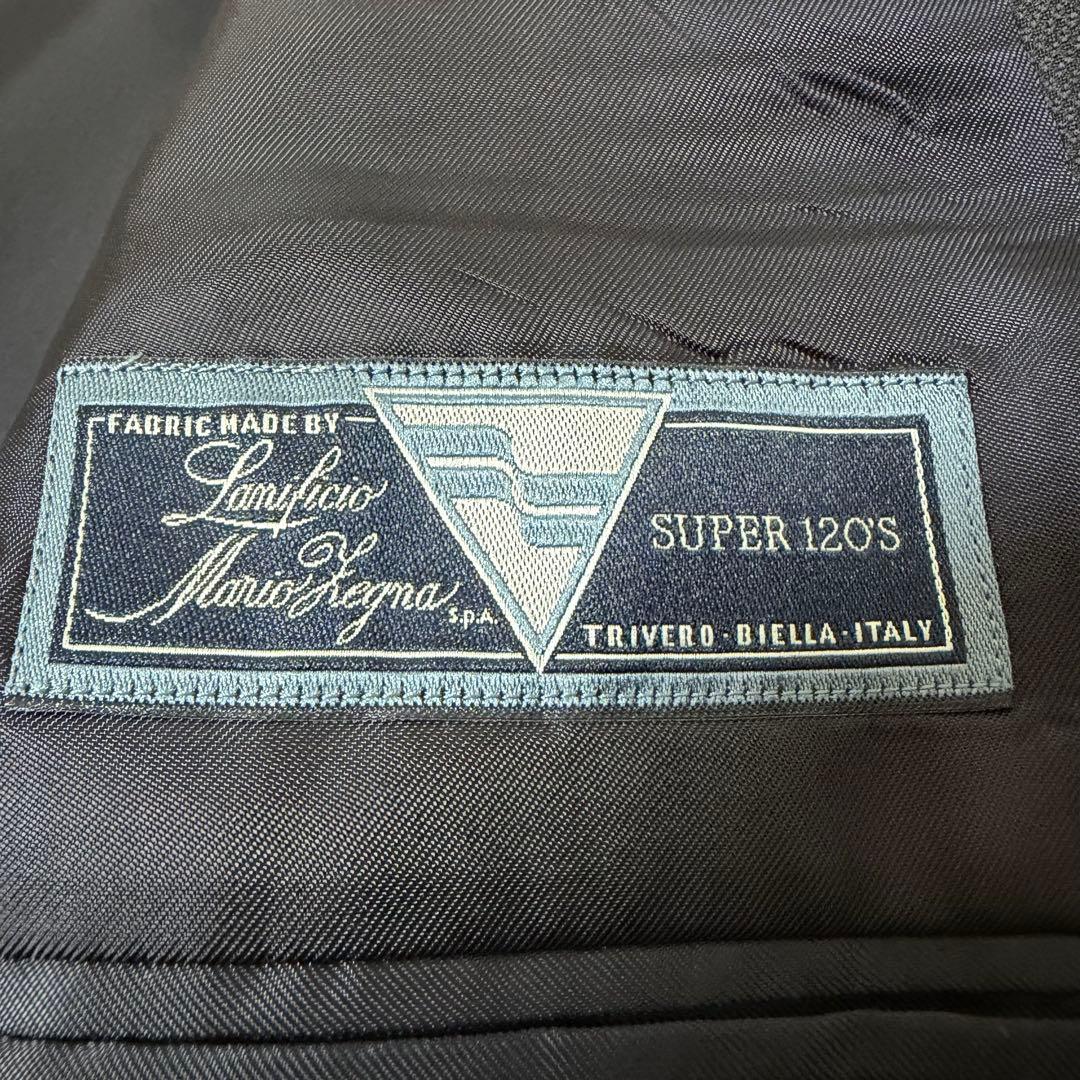 FABRIC MADE BY
Lanificio
Mario Zegna S.p.A.
SUPER 120'S
TRIVERO · BIELLA · ITALY